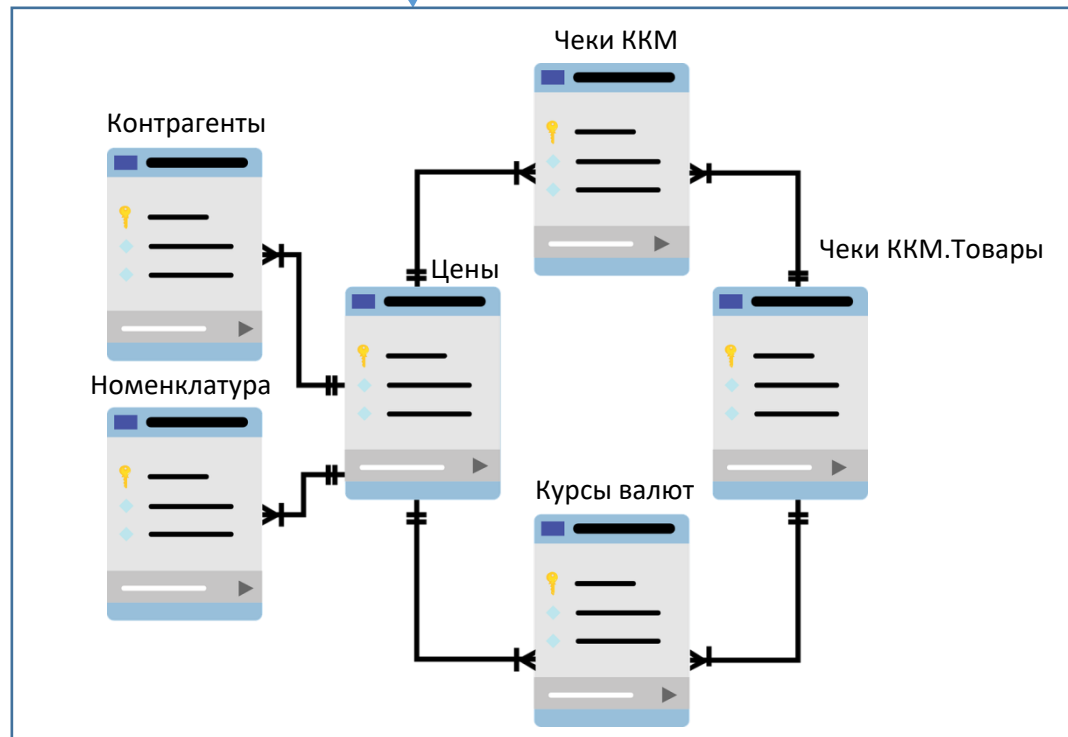 Чеки ККМ
Контрагенты
Чеки ККМ.Товары
Цены
Номенклатура
Курсы валют